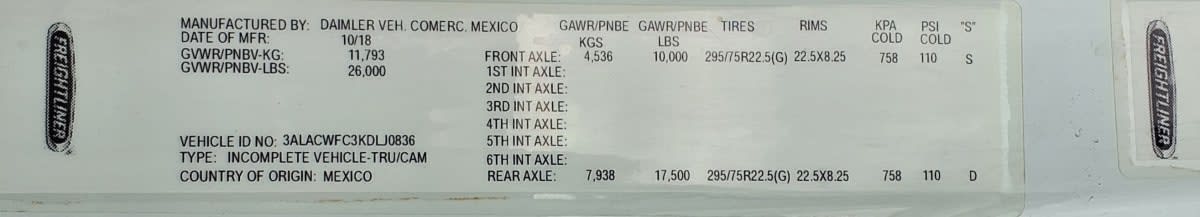 FREIGHTLINER
MANUFACTURED BY: DAIMLER VEH. COMERC. MEXICO GAWR/PNBE GAWR/PNBE TIRES RIMS KPA PSI "S"
DATE OF MFR: 10/18 KGS LBS COLD COLD
GVWR/PNBV-KG: 11,793 FRONT AXLE: 4,536 10,000 295/75R22.5(G) 22.5X8.25 758 110 S
GVWR/PNBV-LBS: 26,000 1ST INT AXLE:
2ND INT AXLE:
3RD INT AXLE:
4TH INT AXLE:
VEHICLE ID NO: 3ALACWFC3KDLJ0836 5TH INT AXLE:
TYPE: INCOMPLETE VEHICLE-TRU/CAM 6TH INT AXLE:
COUNTRY OF ORIGIN: MEXICO REAR AXLE: 7,938 17,500 295/75R22.5(G) 22.5X8.25 758 110 D
FREIGHTLINER